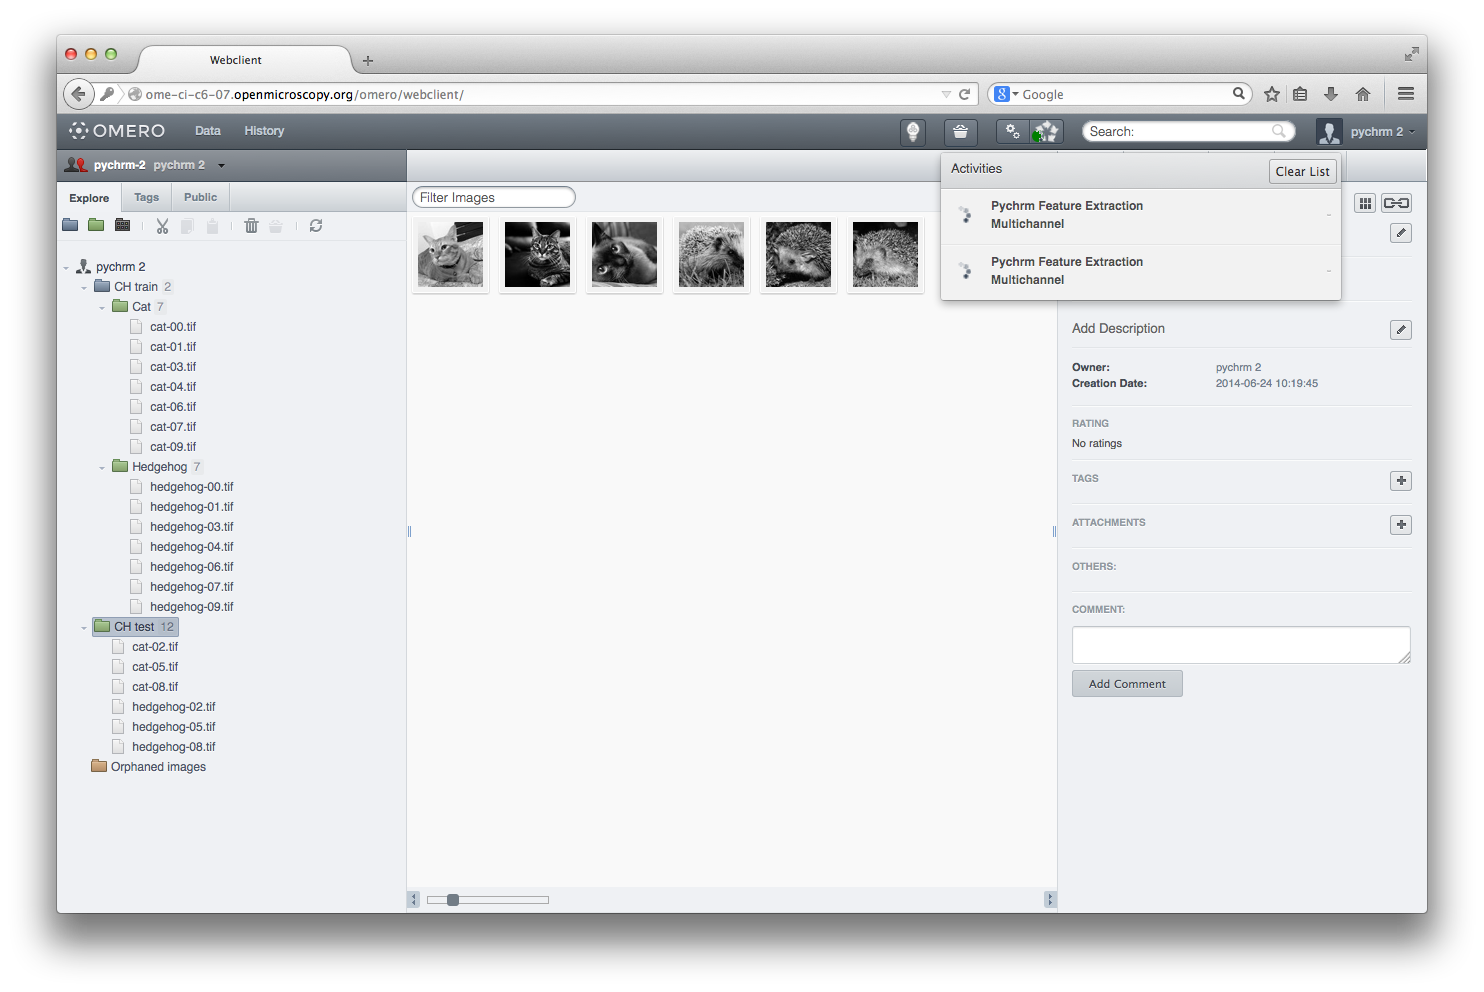 Webclient
ome-ci-c6-07.openmicroscopy.org/omero/webclient/
Google
OMERO
Data
History
Search:
pychrm 2
pychrm-2 pychrm 2
Activities
Clear List
Pychrm Feature Extraction
Multichannel
Pychrm Feature Extraction
Multichannel
Explore
Tags
Public
Filter Images
pychrm 2
CH train 2
Cat 7
cat-00.tif
cat-01.tif
cat-03.tif
cat-04.tif
cat-06.tif
cat-07.tif
cat-09.tif
Hedgehog 7
hedgehog-00.tif
hedgehog-01.tif
hedgehog-03.tif
hedgehog-04.tif
hedgehog-06.tif
hedgehog-07.tif
hedgehog-09.tif
CH test 12
cat-02.tif
cat-05.tif
cat-08.tif
hedgehog-02.tif
hedgehog-05.tif
hedgehog-08.tif
Orphaned images
Add Description
Owner: pychrm 2
Creation Date: 2014-06-24 10:19:45
RATING
No ratings
TAGS
ATTACHMENTS
OTHERS:
COMMENT:
Add Comment